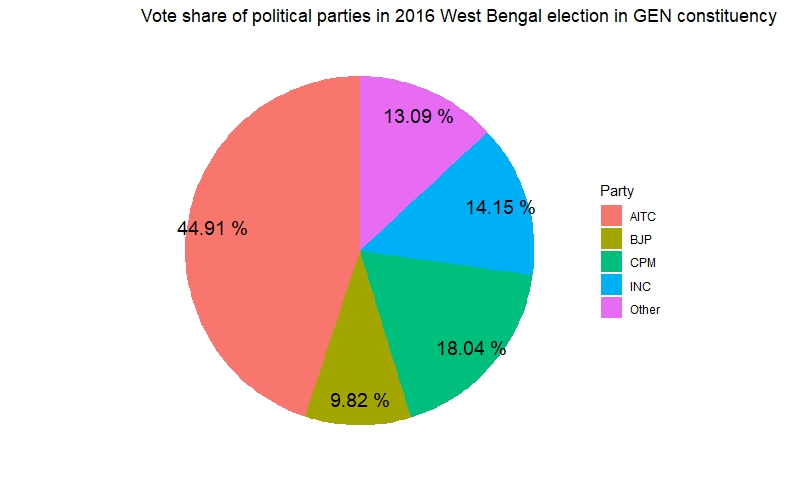 Vote share of political parties in 2016 West Bengal election in GEN constituency
13.09 %
14.15 %
44.91 %
18.04 %
9.82 %
Party
AITC
BJP
CPM
INC
Other